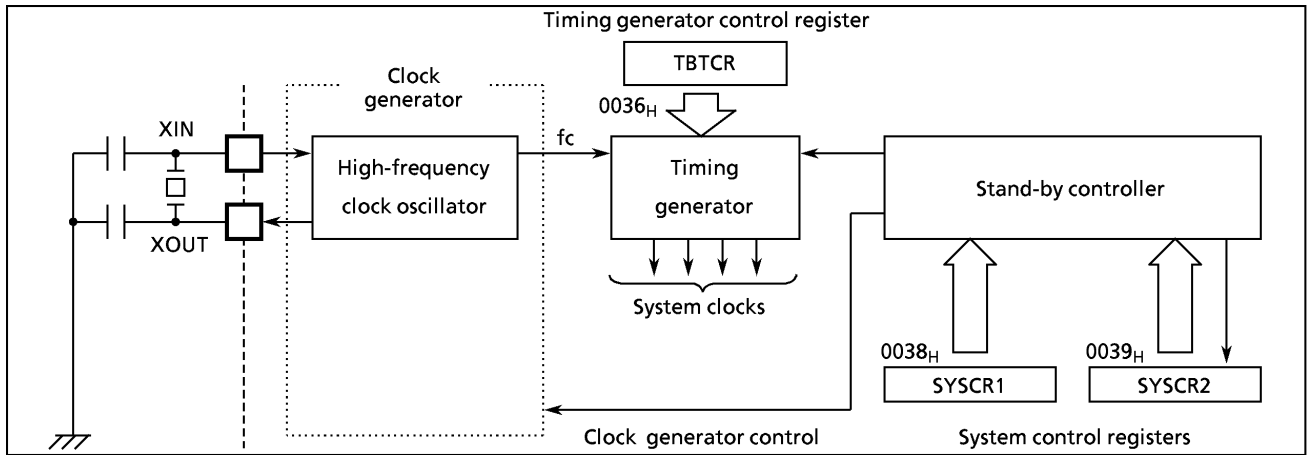 Timing generator control register
TBTCR
Clock
generator
0036H
XIN
fc
High-frequency
clock oscillator
Timing
generator
Stand-by controller
XOUT
System clocks
0038H
0039H
SYSCR1
SYSCR2
Clock generator control
System control registers